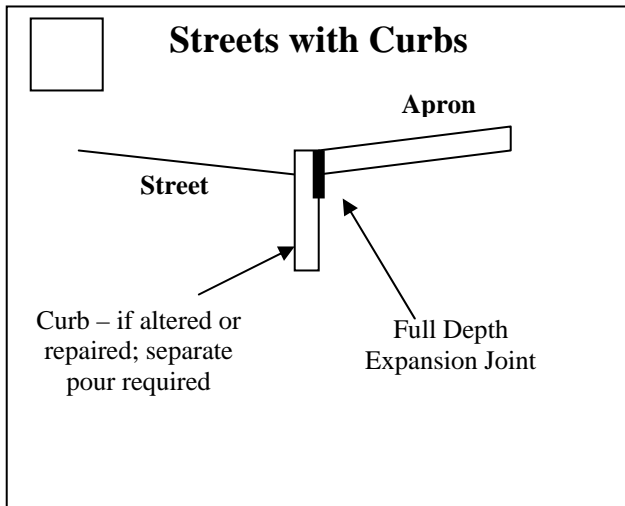 Streets with Curbs
Apron
Street
Curb – if altered or
repaired; separate
pour required
Full Depth
Expansion Joint